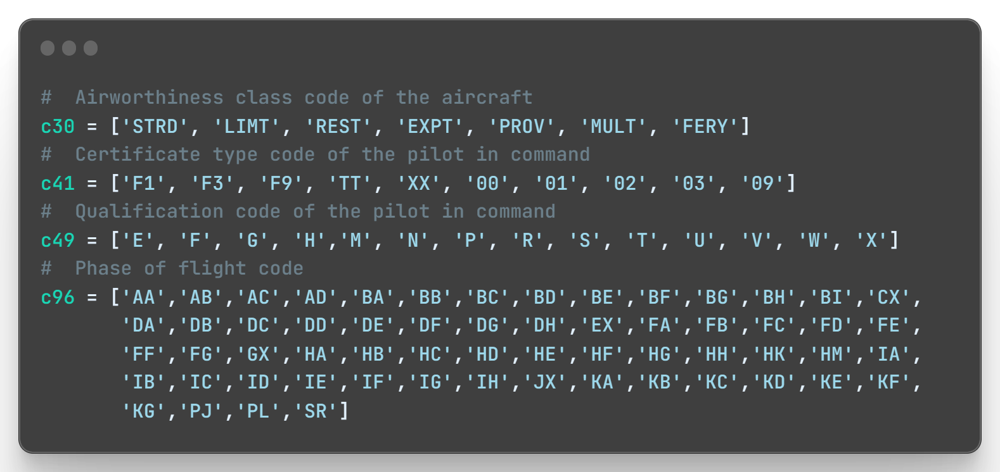 #  Airworthiness class code of the aircraft
c30 = ['STRD', 'LIMT', 'REST', 'EXPT', 'PROV', 'MULT', 'FERY']
#  Certificate type code of the pilot in command
c41 = ['F1', 'F3', 'F9', 'TT', 'XX', '00', '01', '02', '03', '09']
#  Qualification code of the pilot in command
c49 = ['E', 'F', 'G', 'H','M', 'N', 'P', 'R', 'S', 'T', 'U', 'V', 'W', 'X']
#  Phase of flight code
c96 = ['AA','AB','AC','AD','BA','BB','BC','BD','BE','BF','BG','BH','BI','CX',
       'DA','DB','DC','DD','DE','DF','DG','DH','EX','FA','FB','FC','FD','FE',
       'FF','FG','GX','HA','HB','HC','HD','HE','HF','HG','HH','HK','HM','IA',
       'IB','IC','ID','IE','IF','IG','IH','JX','KA','KB','KC','KD','KE','KF',
       'KG','PJ','PL','SR']